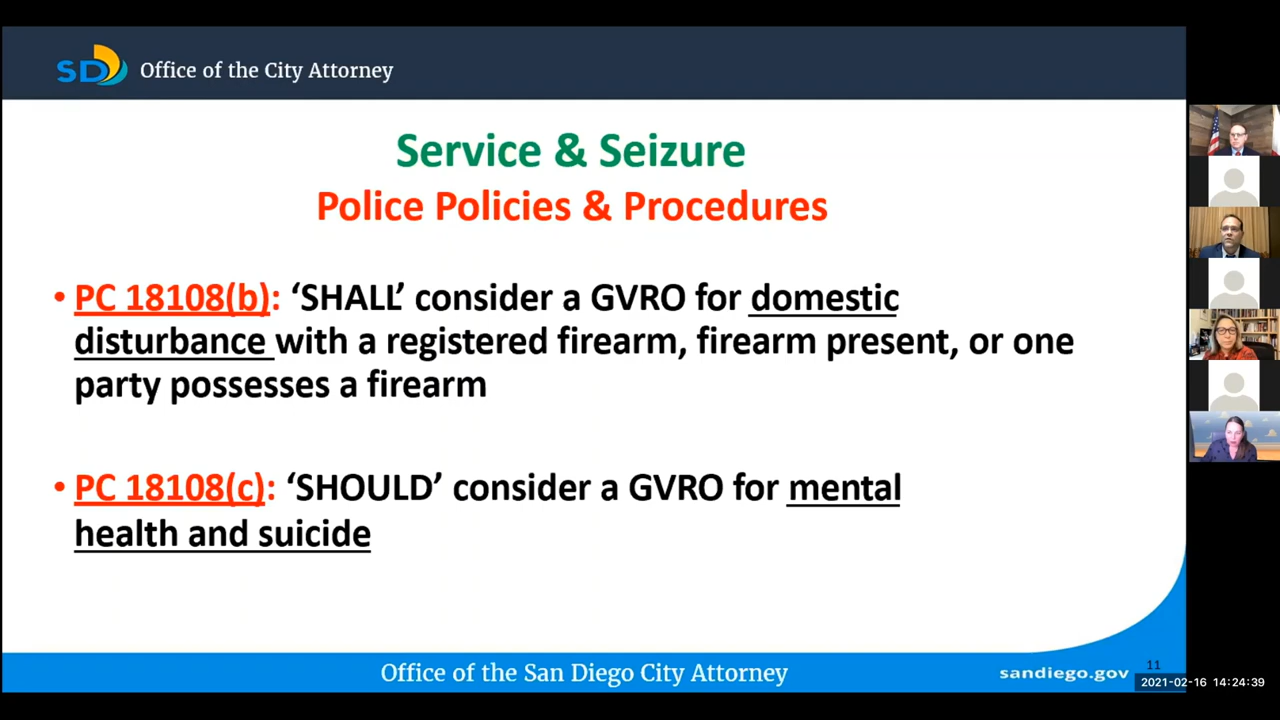 SD Office of the City Attorney
Service & Seizure
Police Policies & Procedures
• PC 18108(b): ‘SHALL’ consider a GVRO for domestic
disturbance with a registered firearm, firearm present, or one
party possesses a firearm
• PC 18108(c): ‘SHOULD’ consider a GVRO for mental
health and suicide
Office of the San Diego City Attorney
sandiego.gov
11
2021-02-16 14:24:39